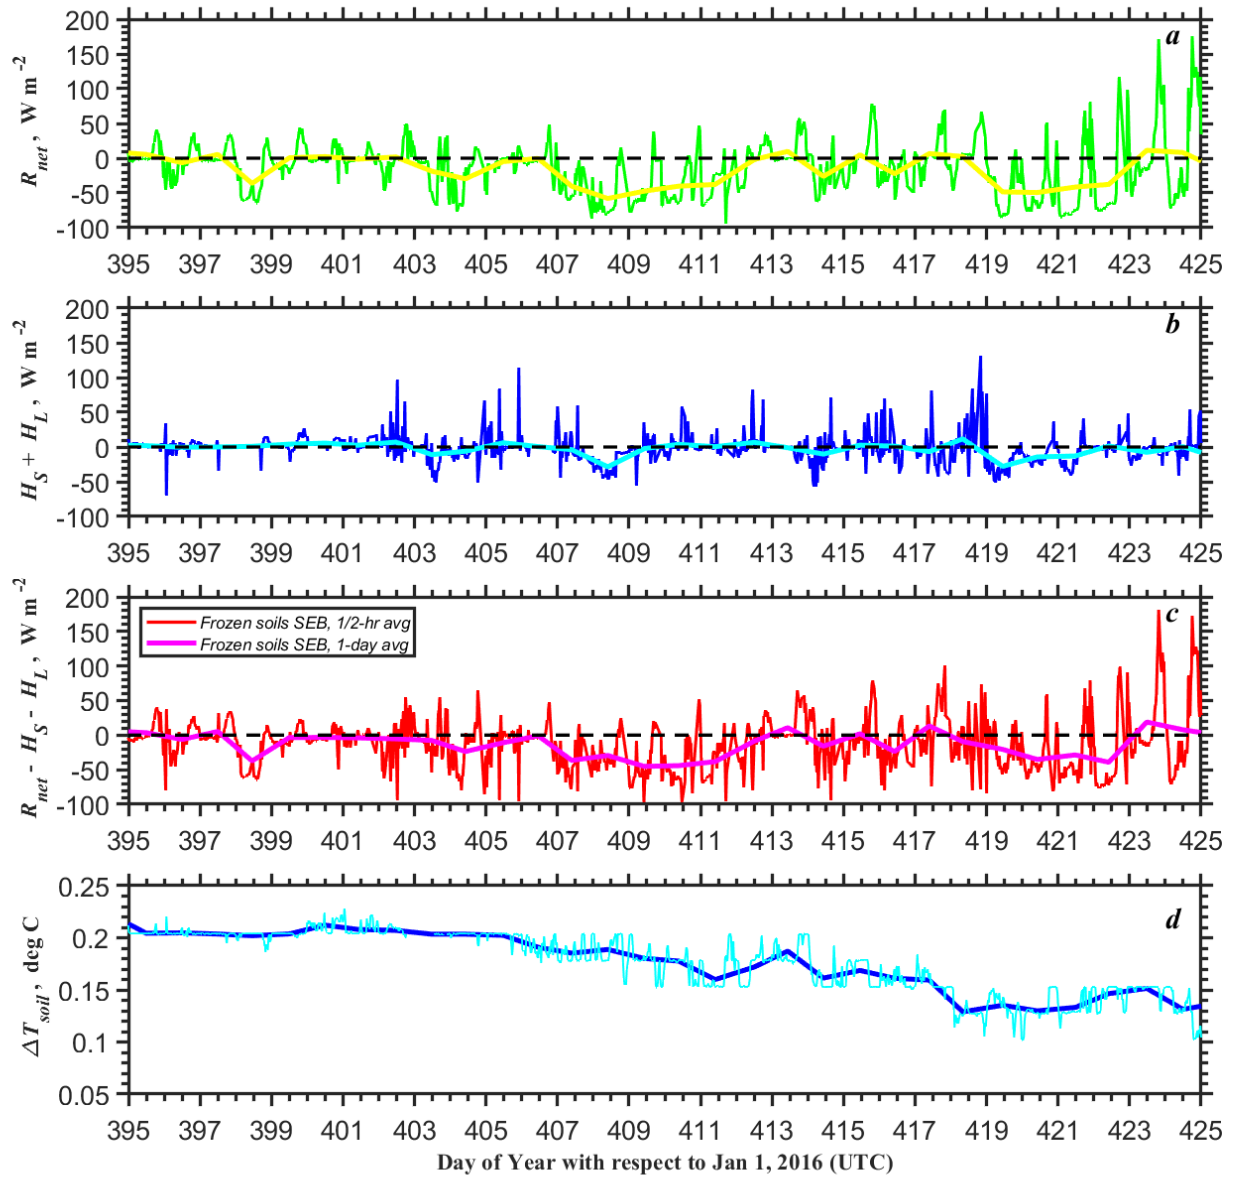 200
150
100
50
0
-50
-100
R_net , W m^-2
a
395 397 399 401 403 405 407 409 411 413 415 417 419 421 423 425
200
150
100
50
0
-50
-100
H_S + H_L , W m^-2
b
395 397 399 401 403 405 407 409 411 413 415 417 419 421 423 425
200
150
100
50
0
-50
-100
R_net - H_S - H_L , W m^-2
c
Frozen soils SEB, 1/2-hr avg
Frozen soils SEB, 1-day avg
395 397 399 401 403 405 407 409 411 413 415 417 419 421 423 425
0.25
0.2
0.15
0.1
0.05
ΔT_soil , deg C
d
395 397 399 401 403 405 407 409 411 413 415 417 419 421 423 425
Day of Year with respect to Jan 1, 2016 (UTC)